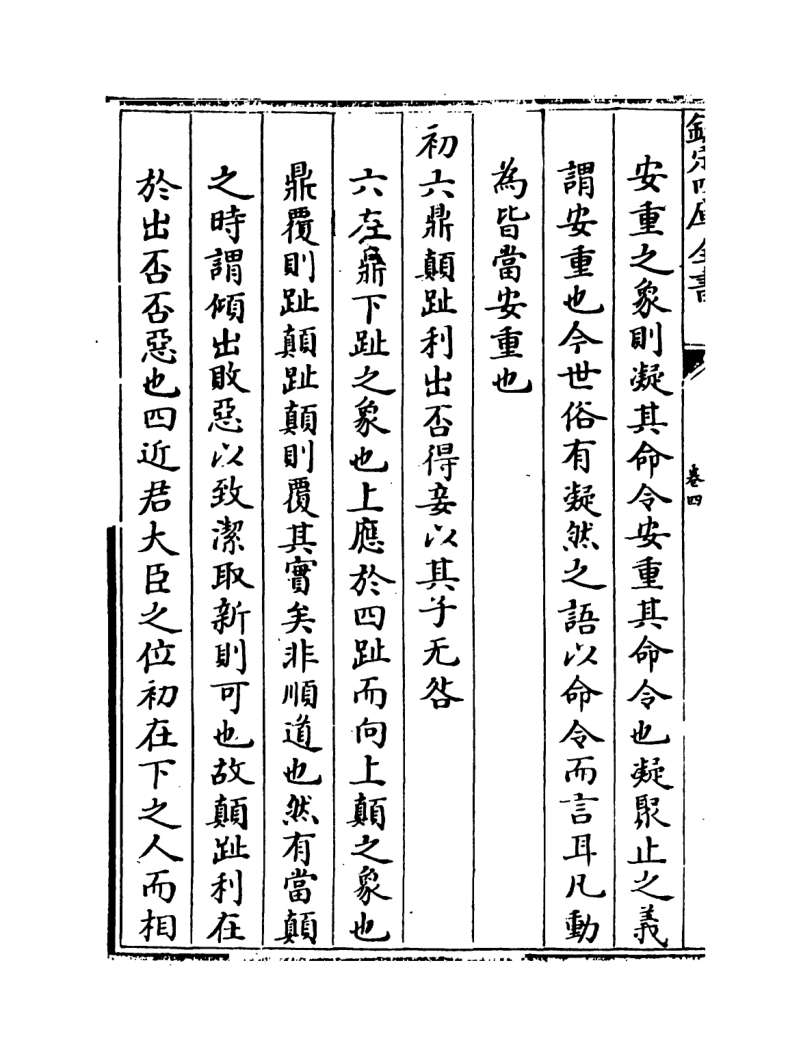 欽定四庫全書
卷四
安重之象則凝其命令安重其命令也凝聚止之義
謂安重也今世俗有凝然之語以命令而言耳凡動
為皆當安重也
初六鼎顛趾利出否得妾以其子无咎
六在鼎下趾之象也上應於四趾而向上顛之象也
鼎覆則趾顛趾顛則覆其實矣非順道也然有當顛
之時謂傾出敗惡以致潔取新則可也故顛趾利在
於出否否惡也四近君大臣之位初在下之人而相